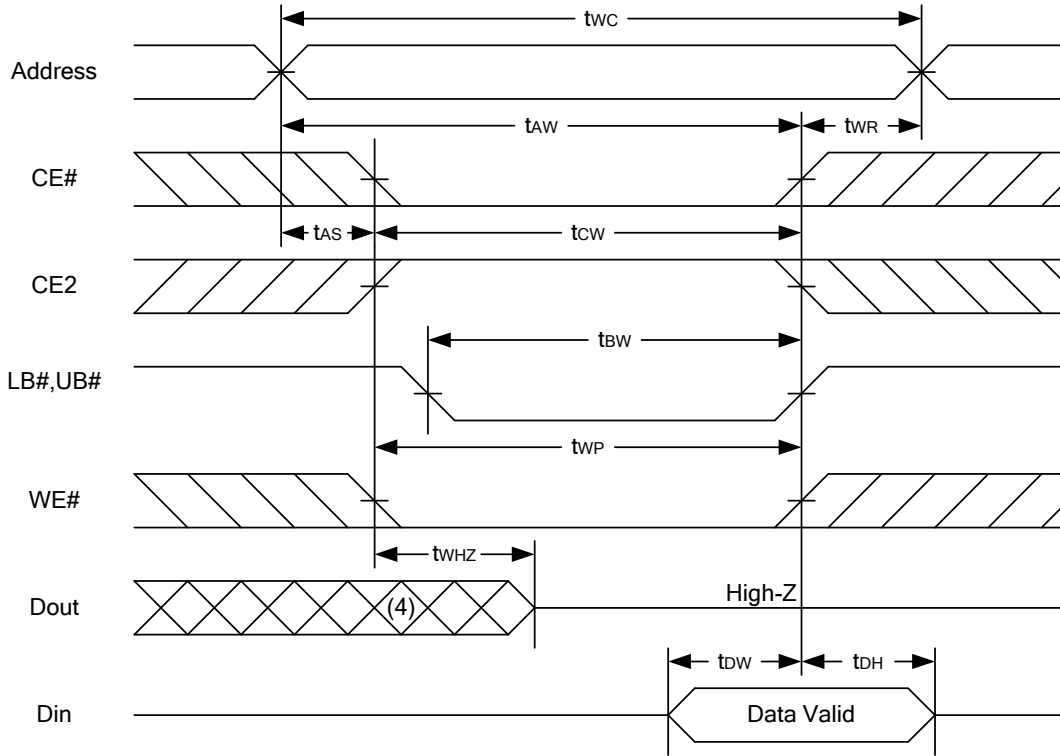 tWC
Address
tAW
tWR
CE#
tAS
tCW
CE2
tBW
LB#,UB#
tWP
WE#
tWHZ
Dout
(4)
High-Z
tDW
tDH
Din
Data Valid